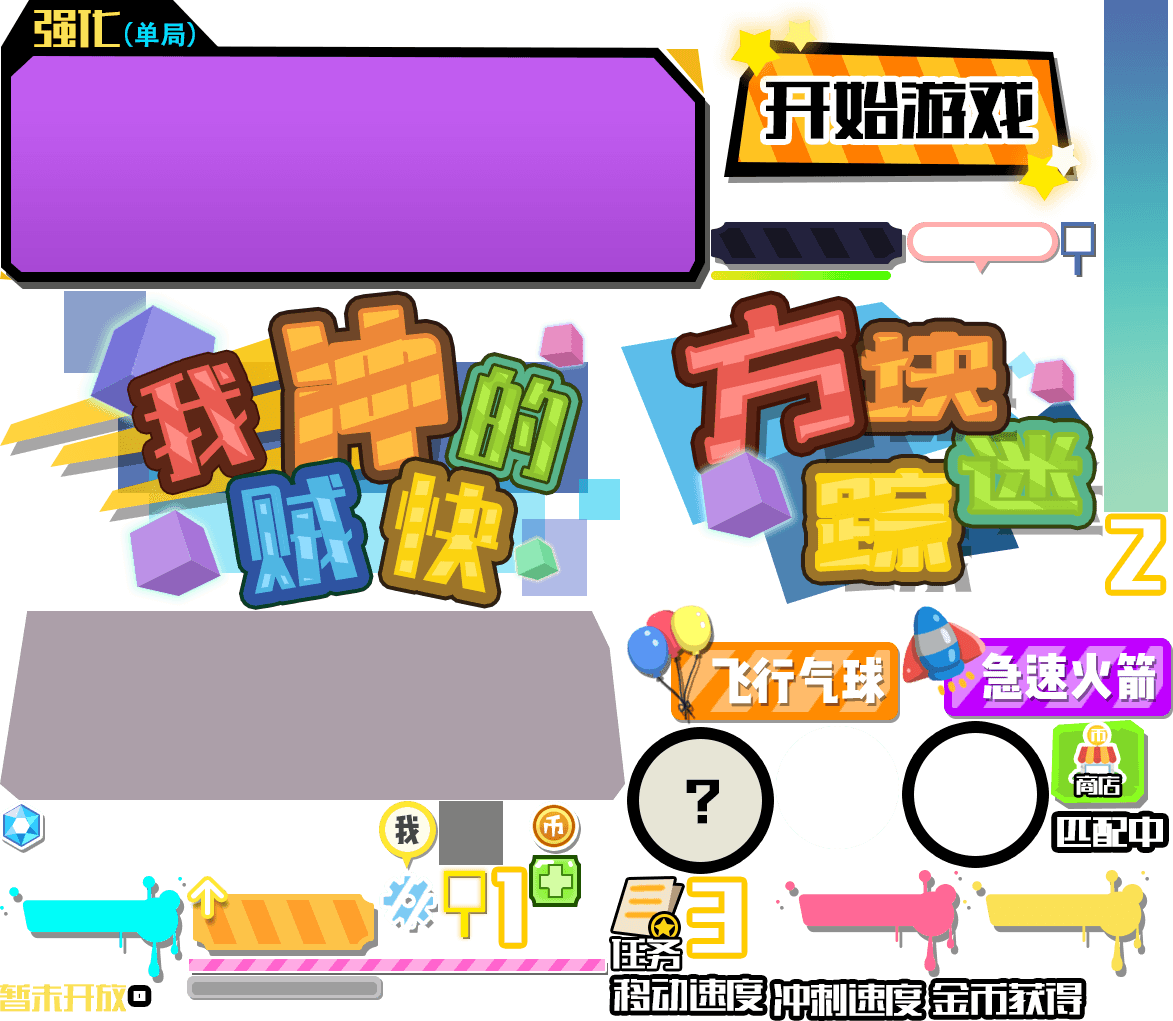 强化(单局)
开始游戏
我冲的
贼快
方块
踪迷
Z
飞行气球
急速火箭
?
币
商店
匹配中
我
币
1
3
任务
移动速度
冲刺速度
金币获得
暂未开放